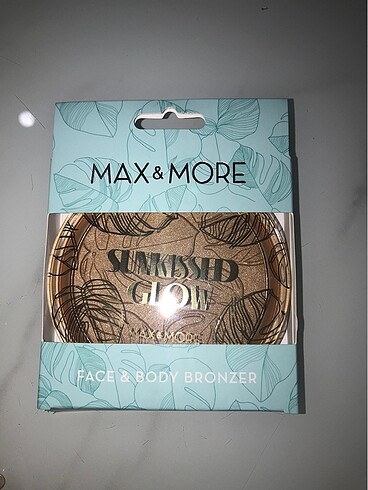 MAX & MORE
SUNKISSED
GLOW
MAX & MORE
FACE & BODY BRONZER